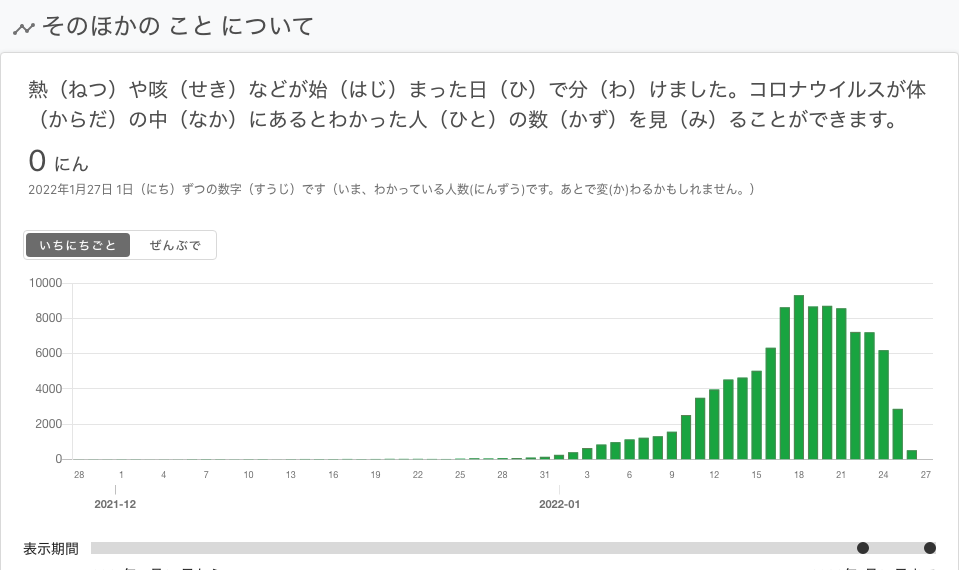 そのほかの こと について
熱（ねつ）や咳（せき）などが始（はじ）まった日（ひ）で分（わ）けました。コロナウイルスが体
（からだ）の中（なか）にあるとわかった人（ひと）の数（かず）を見（み）ることができます。
0 にん
2022年1月27日 1日（にち）ずつの数字（すうじ）です（いま、わかっている人数(にんずう)です。あとで変(か)わるかもしれません。）
いちにちごと ぜんぶで
10000
8000
6000
4000
2000
0
28 1 4 7 10 13 16 19 22 25 28 31 3 6 9 12 15 18 21 24 27
2021-12 2022-01
表示期間